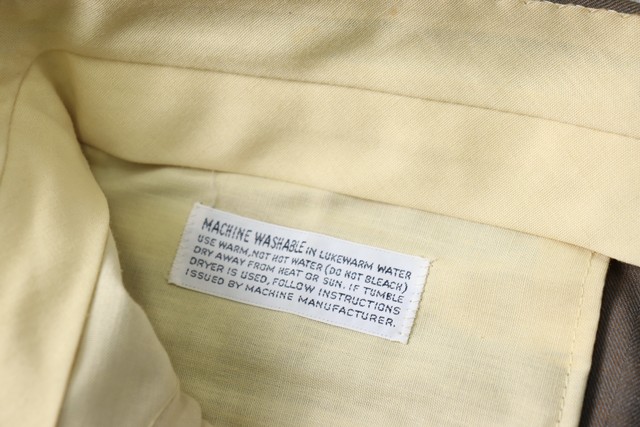 MACHINE WASHABLE IN LUKEWARM WATER
USE WARM, NOT HOT WATER (DO NOT BLEACH)
DRY AWAY FROM HEAT OR SUN. IF TUMBLE
DRYER IS USED, FOLLOW INSTRUCTIONS
ISSUED BY MACHINE MANUFACTURER.